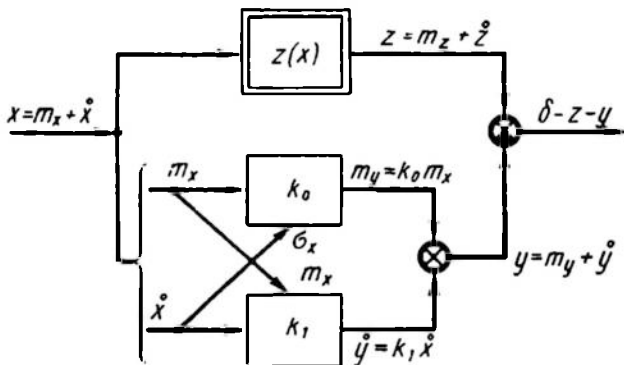 z = m_z + z̊
z(x)
x = m_x + x̊
δ - z - y
m_x
k_0
m_y = k_0 m_x
σ_x
m_x
y = m_y + ẙ
x̊
k_1
ẙ = k_1 x̊